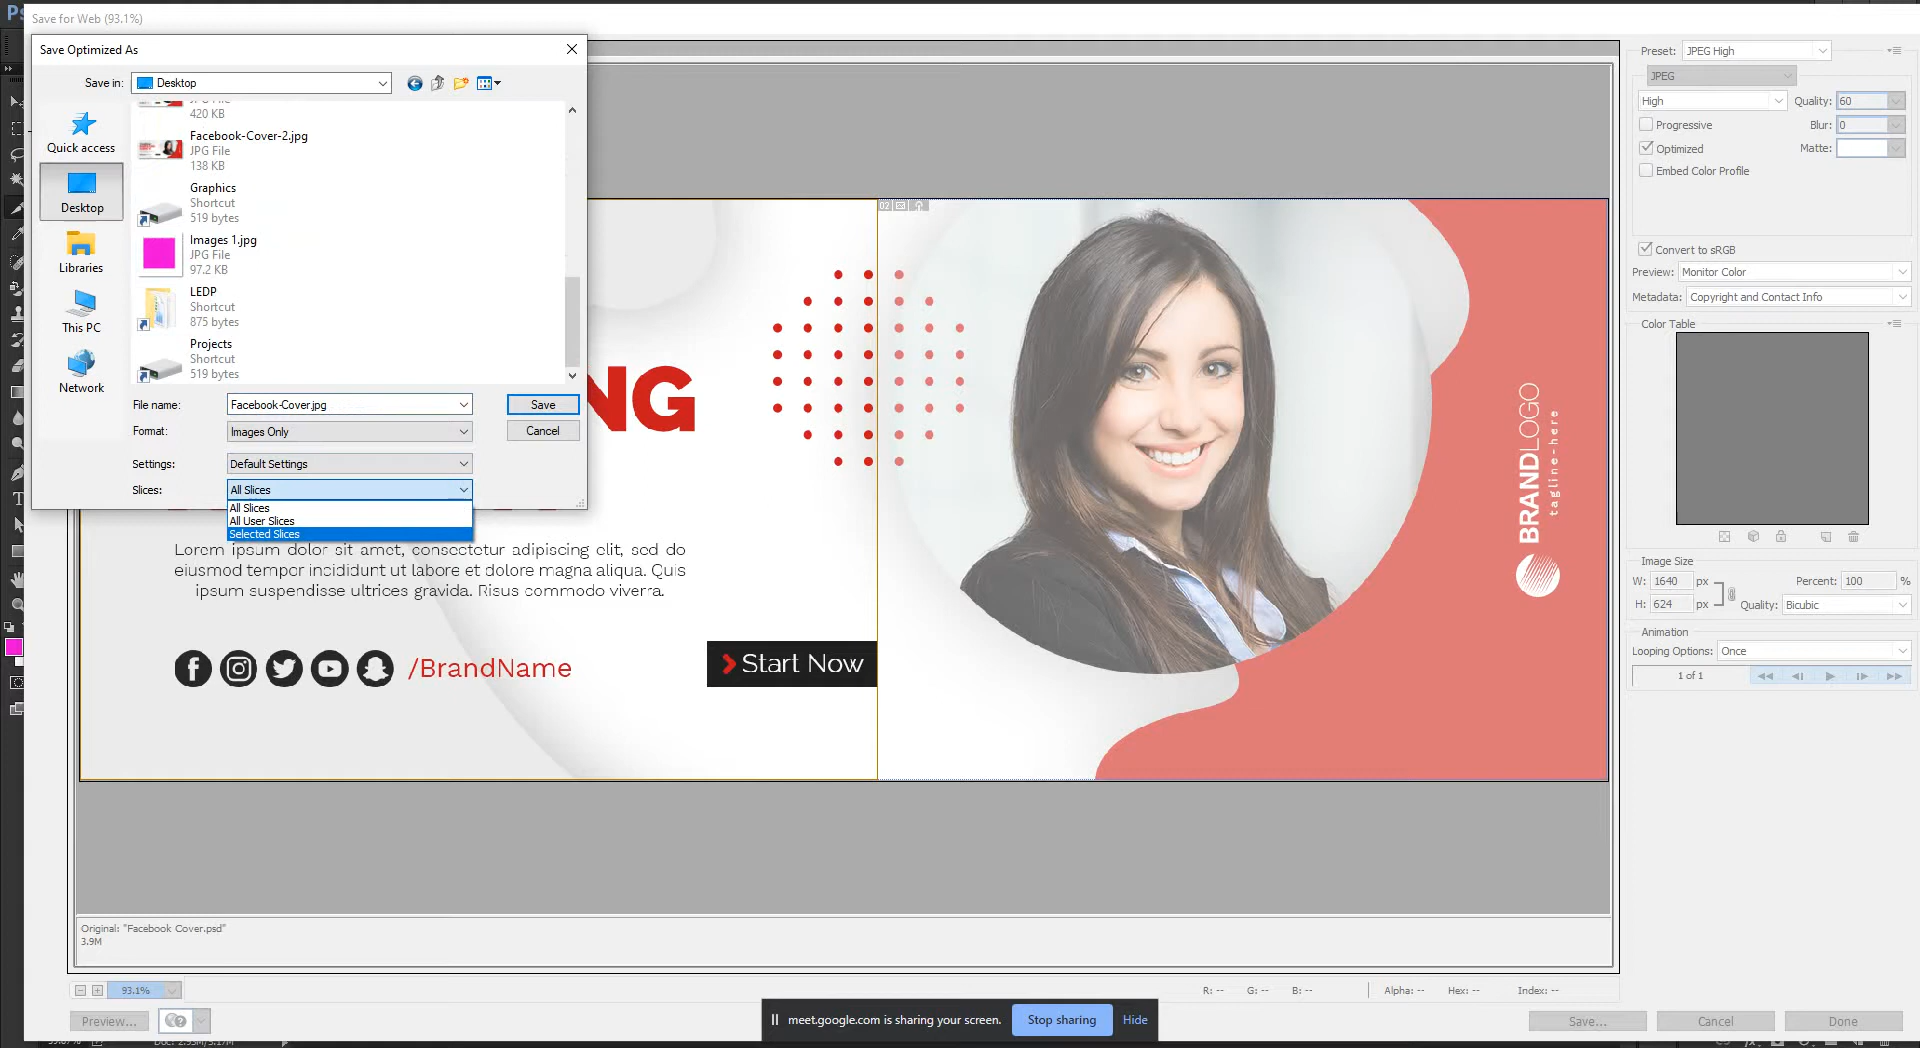 Ps
Save for Web (93.1%)
Save Optimized As
Save in:
Desktop
Quick access
Desktop
Libraries
This PC
Network
JPG File
420 KB
Facebook-Cover-2.jpg
JPG File
138 KB
Graphics
Shortcut
519 bytes
Images 1.jpg
JPG File
97.2 KB
LEDP
Shortcut
875 bytes
Projects
Shortcut
519 bytes
File name:
Facebook-Cover.jpg
Save
Format:
Images Only
Cancel
Settings:
Default Settings
Slices:
All Slices
All Slices
All User Slices
Selected Slices
02
NG
Lorem ipsum dolor sit amet, consectetur adipiscing elit, sed do
eiusmod tempor incididunt ut labore et dolore magna aliqua. Quis
ipsum suspendisse ultrices gravida. Risus commodo viverra.
/BrandName
Start Now
BRANDLOGO
tagline-here
Original: "Facebook Cover.psd"
3.9M
93.1%
R: --
G: --
B: --
Alpha: --
Hex: --
Index: --
Preview...
meet.google.com is sharing your screen.
Stop sharing
Hide
Save...
Cancel
Done
Preset:
JPEG High
JPEG
High
Quality:
60
Progressive
Blur:
0
Optimized
Matte:
Embed Color Profile
Convert to sRGB
Preview:
Monitor Color
Metadata:
Copyright and Contact Info
Color Table
Image Size
W:
1640
px
Percent:
100
%
H:
624
px
Quality:
Bicubic
Animation
Looping Options:
Once
1 of 1